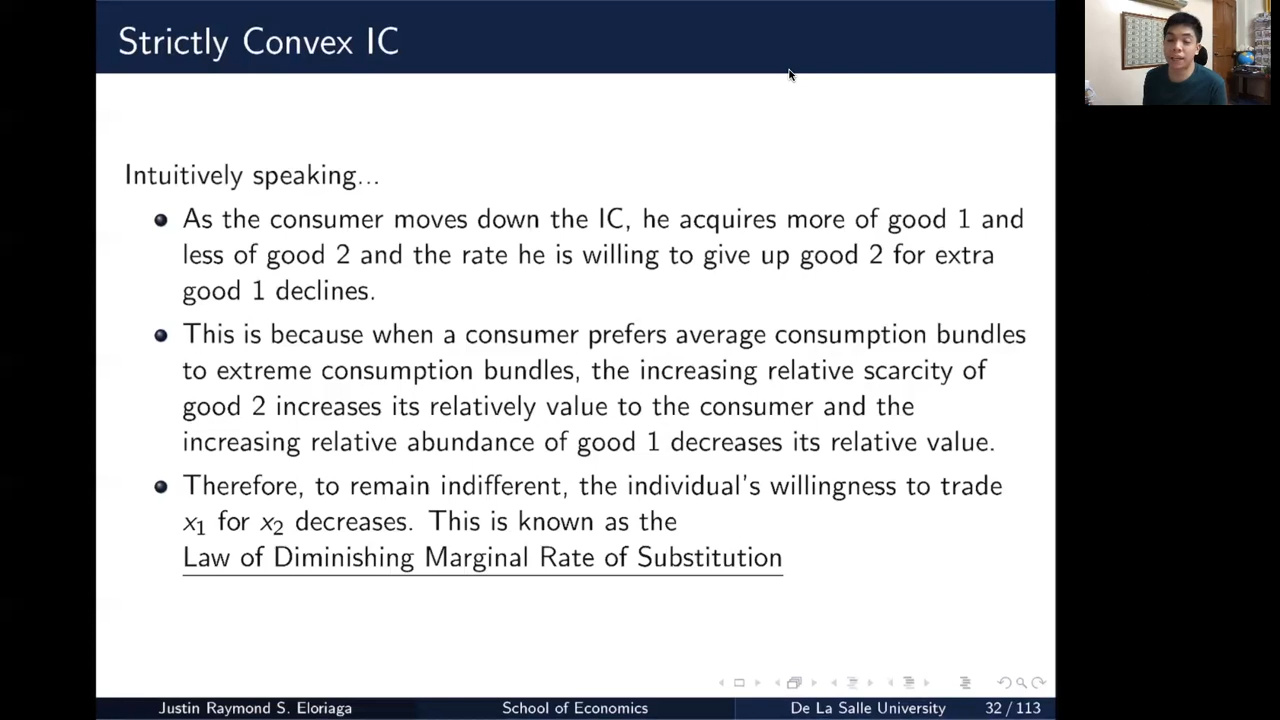 Strictly Convex IC
Intuitively speaking...
As the consumer moves down the IC, he acquires more of good 1 and
less of good 2 and the rate he is willing to give up good 2 for extra
good 1 declines.
This is because when a consumer prefers average consumption bundles
to extreme consumption bundles, the increasing relative scarcity of
good 2 increases its relatively value to the consumer and the
increasing relative abundance of good 1 decreases its relative value.
Therefore, to remain indifferent, the individual's willingness to trade
x₁ for x₂ decreases. This is known as the
Law of Diminishing Marginal Rate of Substitution
Justin Raymond S. Eloriaga School of Economics De La Salle University 32 / 113